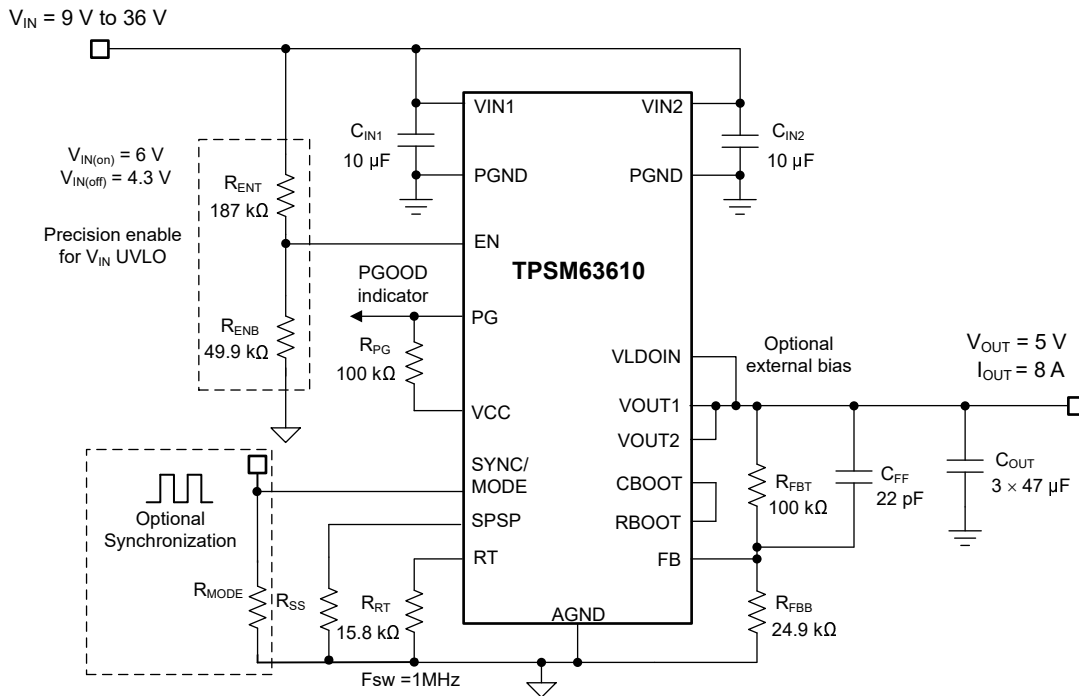 V_IN = 9 V to 36 V
VIN1
VIN2
C_IN1
10 µF
C_IN2
10 µF
V_IN(on) = 6 V
V_IN(off) = 4.3 V
PGND
PGND
R_ENT
187 kΩ
Precision enable
for V_IN UVLO
EN
TPSM63610
PGOOD
indicator
PG
R_ENB
49.9 kΩ
R_PG
100 kΩ
VLDOIN
Optional
external bias
V_OUT = 5 V
I_OUT = 8 A
VCC
VOUT1
VOUT2
SYNC/
MODE
CBOOT
R_FBT
100 kΩ
C_FF
22 pF
C_OUT
3 × 47 µF
Optional
Synchronization
SPSP
RBOOT
RT
FB
R_MODE
R_SS
R_RT
15.8 kΩ
AGND
R_FBB
24.9 kΩ
Fsw =1MHz